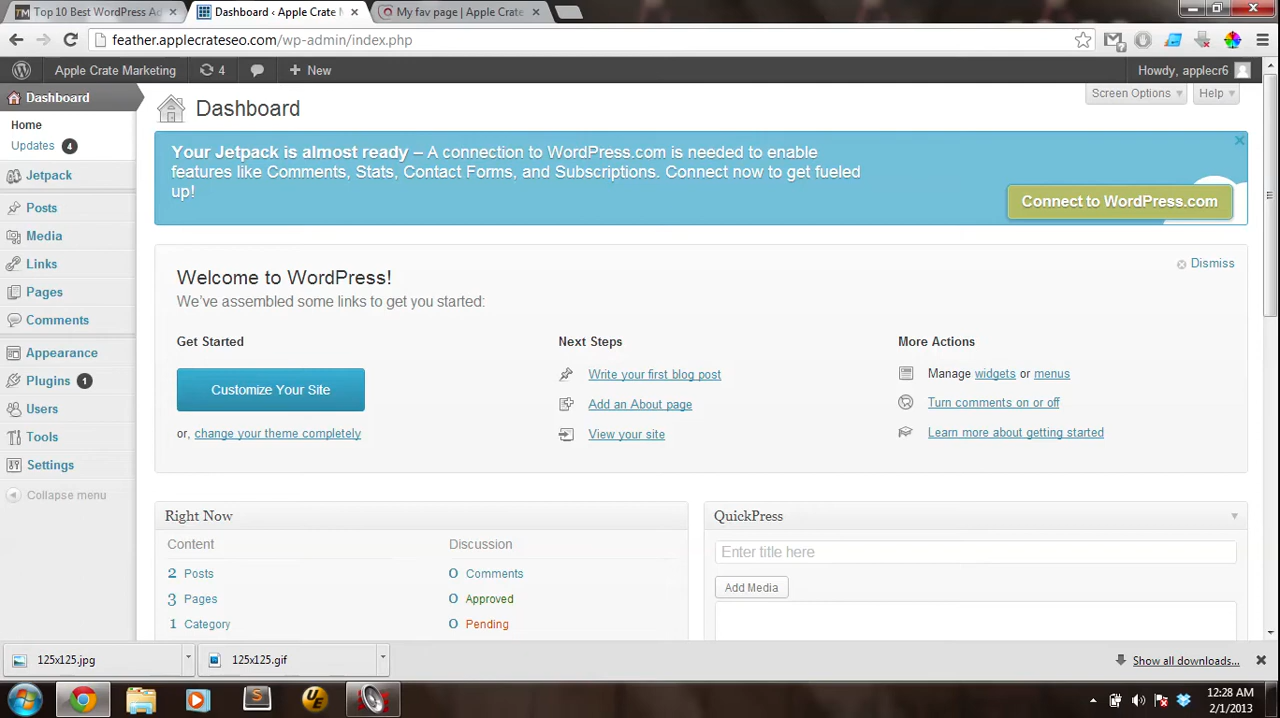 Top 10 Best WordPress Ad
Dashboard ‹ Apple Crate M
My fav page | Apple Crate
feather.applecrateseo.com/wp-admin/index.php
Apple Crate Marketing
4
New
Howdy, applecr6
Dashboard
Home
Updates 4
Jetpack
Posts
Media
Links
Pages
Comments
Appearance
Plugins 1
Users
Tools
Settings
Collapse menu
Dashboard
Screen Options
Help
Your Jetpack is almost ready – A connection to WordPress.com is needed to enable
features like Comments, Stats, Contact Forms, and Subscriptions. Connect now to get fueled
up!
Connect to WordPress.com
Welcome to WordPress!
Dismiss
We've assembled some links to get you started:
Get Started
Customize Your Site
or, change your theme completely
Next Steps
Write your first blog post
Add an About page
View your site
More Actions
Manage widgets or menus
Turn comments on or off
Learn more about getting started
Right Now
Content
2 Posts
3 Pages
1 Category
Discussion
0 Comments
0 Approved
0 Pending
QuickPress
Enter title here
Add Media
125x125.jpg
125x125.gif
Show all downloads...
S
UE
12:28 AM
2/1/2013